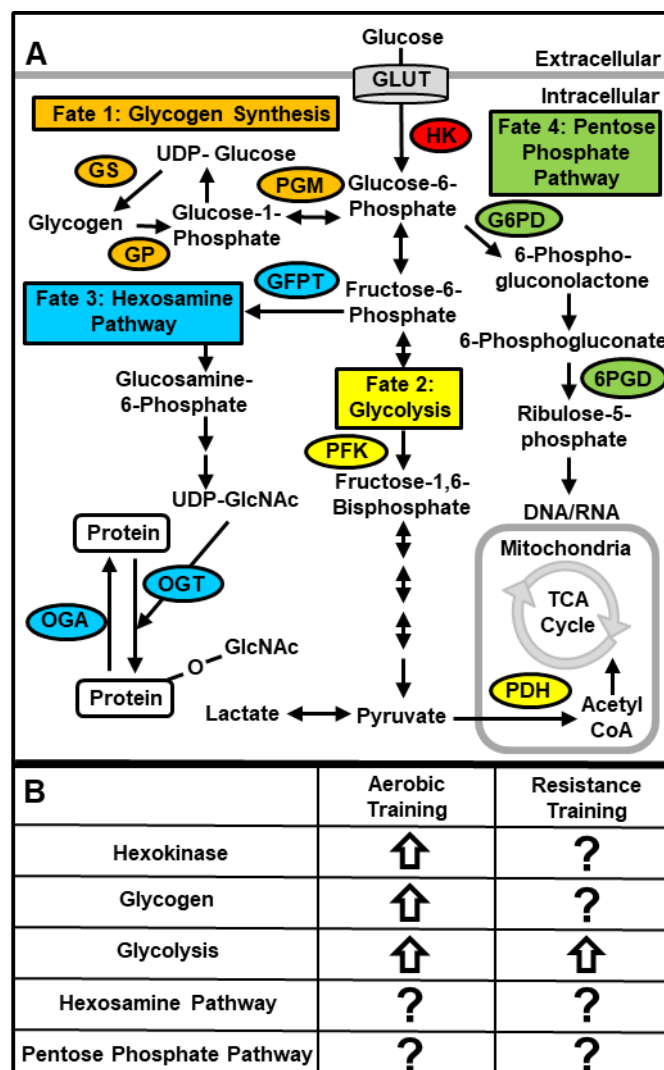 A
Glucose
GLUT
Extracellular
Intracellular
Fate 1: Glycogen Synthesis
HK
Fate 4: Pentose
Phosphate
Pathway
GS
UDP- Glucose
PGM
Glucose-6-
Phosphate
Glycogen
Glucose-1-
Phosphate
GP
G6PD
6-Phospho-
gluconolactone
Fate 3: Hexosamine
Pathway
GFPT
Fructose-6-
Phosphate
6-Phosphogluconate
Glucosamine-
6-Phosphate
Fate 2:
Glycolysis
6PGD
Ribulose-5-
phosphate
PFK
Fructose-1,6-
Bisphosphate
UDP-GlcNAc
DNA/RNA
Protein
OGT
OGA
Mitochondria
TCA
Cycle
O
GlcNAc
Protein
Lactate
Pyruvate
PDH
Acetyl
CoA
B
Aerobic
Training
Resistance
Training
Hexokinase
?
Glycogen
?
Glycolysis
Hexosamine Pathway
? ?
Pentose Phosphate Pathway
? ?